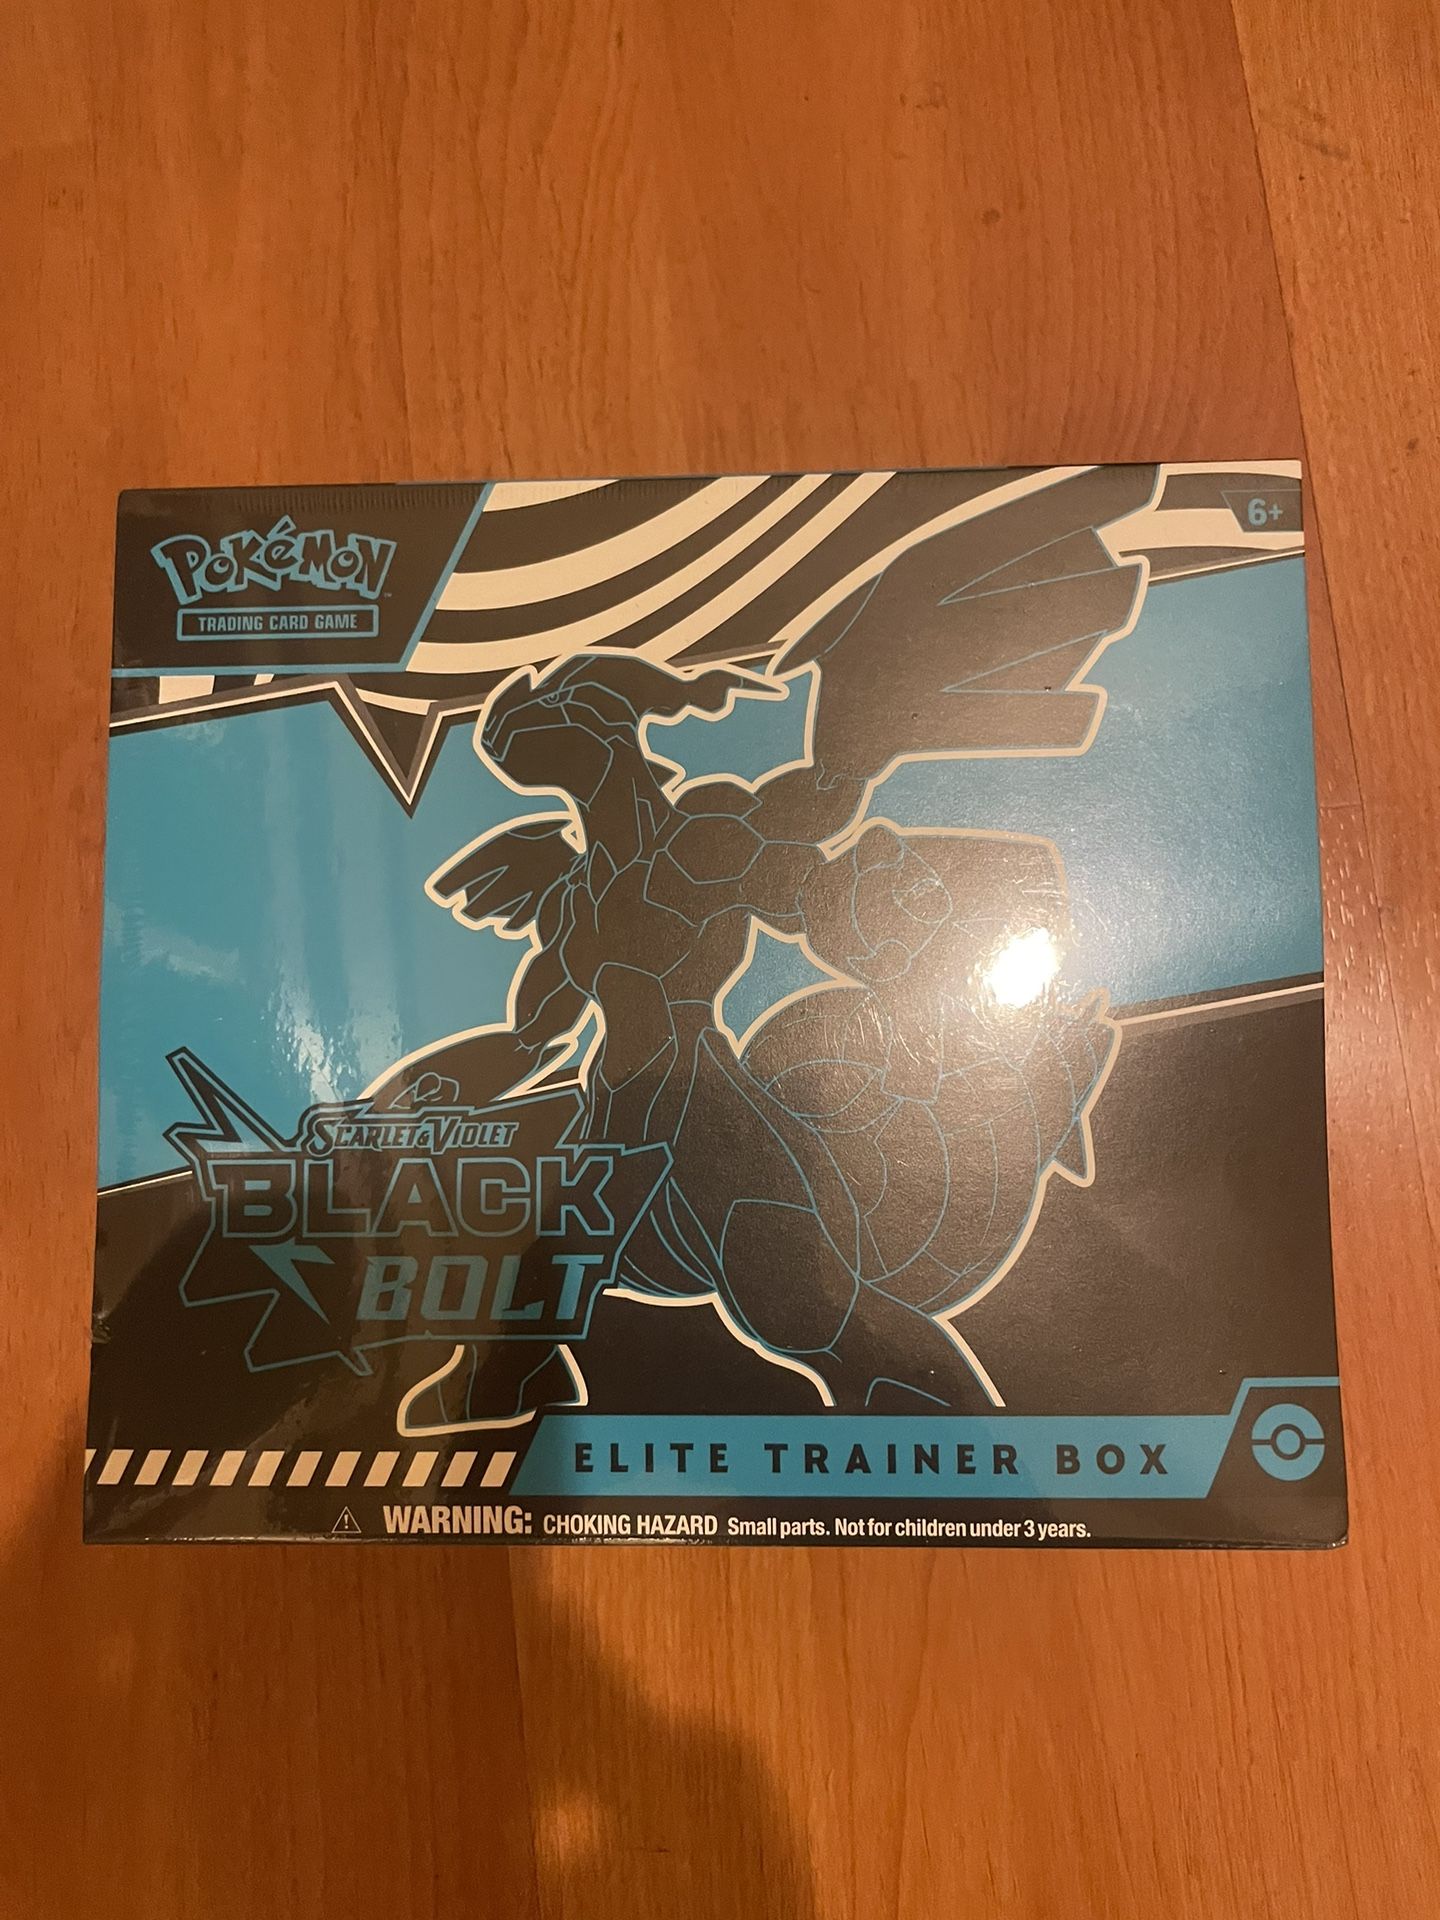 POKéMON™
TRADING CARD GAME
6+
SCARLET & VIOLET
BLACK
BOLT
ELITE TRAINER BOX
⚠ WARNING: CHOKING HAZARD Small parts. Not for children under 3 years.